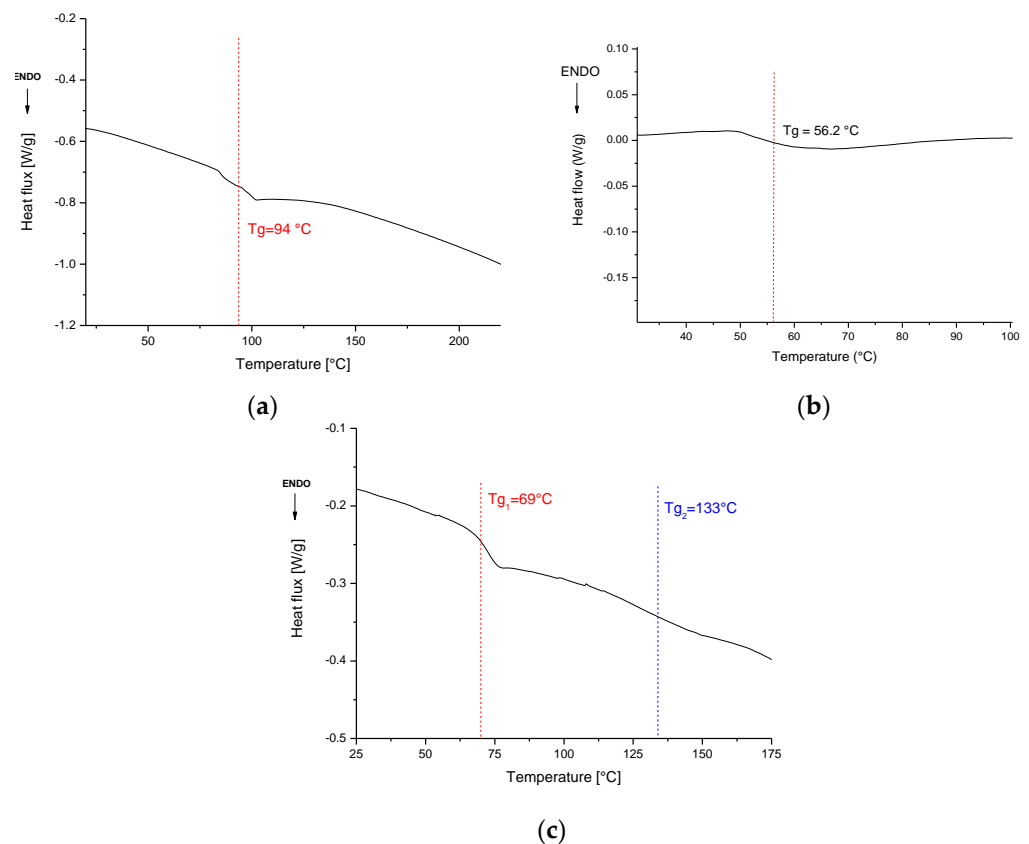 -0.2
-0.4
-0.6
-0.8
-1.0
-1.2
ENDO
Heat flux [W/g]
Tg=94 °C
50
100
150
200
Temperature [°C]
(a)
0.10
0.05
0.00
-0.05
-0.10
-0.15
ENDO
Heat flow (W/g)
Tg = 56.2 °C
40
50
60
70
80
90
100
Temperature (°C)
(b)
-0.1
-0.2
-0.3
-0.4
-0.5
ENDO
Heat flux [W/g]
Tg1=69°C
Tg2=133°C
25
50
75
100
125
150
175
Temperature [°C]
(c)